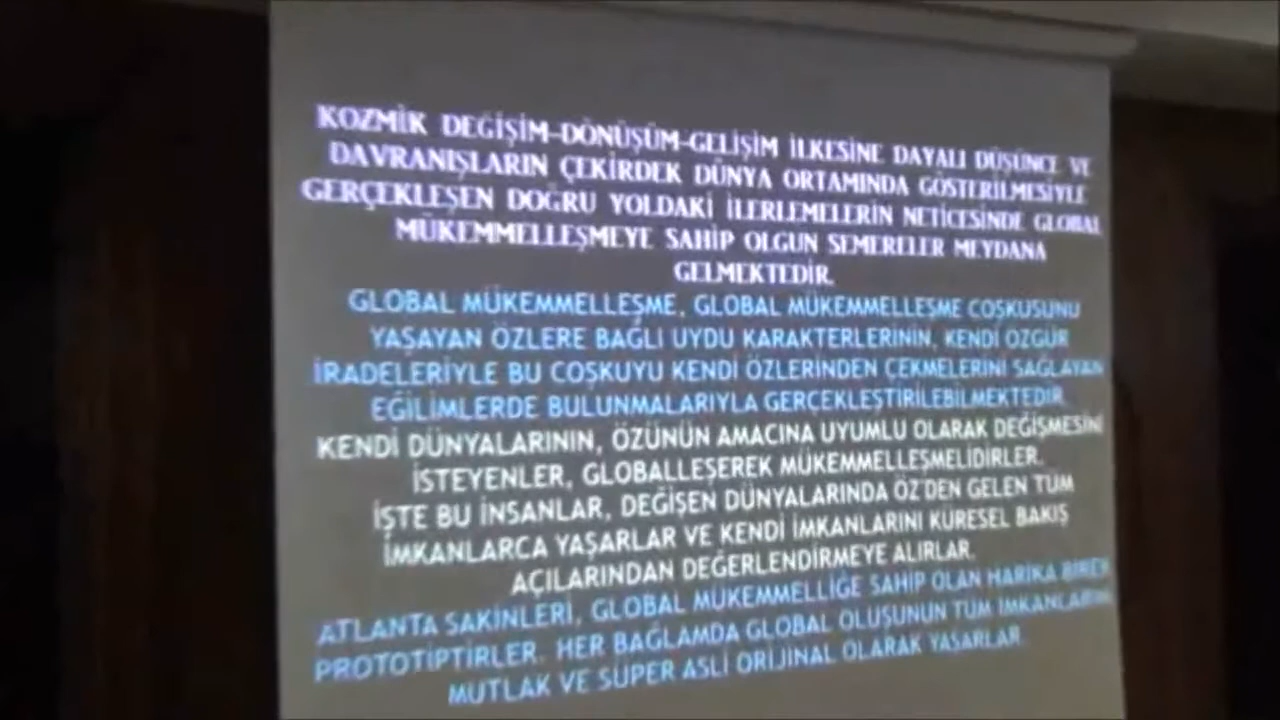 KOZMİK DEĞİŞİM-DÖNÜŞÜM-GELİŞİM İLKESİNE DAYALI DÜŞÜNCE VE
DAVRANIŞLARIN ÇEKİRDEK DÜNYA ORTAMINDA GÖSTERİLMESİYLE
GERÇEKLEŞEN DOĞRU YOLDAKİ İLERLEMELERİN NETİCESİNDE GLOBAL
MÜKEMMELLEŞMEYE SAHİP OLGUN SEMERELER MEYDANA
GELMEKTEDİR.
GLOBAL MÜKEMMELLEŞME, GLOBAL MÜKEMMELLEŞME COŞKUSUNU
YAŞAYAN ÖZLERE BAĞLI UYDU KARAKTERLERİNİN, KENDİ ÖZGÜR
İRADELERİYLE BU COŞKUYU KENDİ ÖZLERİNDEN ÇEKMELERİNİ SAĞLAYAN
EĞİLİMLERDE BULUNMALARIYLA GERÇEKLEŞTİRİLEBİLMEKTEDİR.
KENDİ DÜNYALARININ, ÖZÜNÜN AMACINA UYUMLU OLARAK DEĞİŞMESİNİ
İSTEYENLER, GLOBALLEŞEREK MÜKEMMELLEŞMELİDİRLER.
İŞTE BU İNSANLAR, DEĞİŞEN DÜNYALARINDA ÖZ'DEN GELEN TÜM
İMKANLARCA YAŞARLAR VE KENDİ İMKANLARINI KÜRESEL BAKIŞ
AÇILARINDAN DEĞERLENDİRMEYE ALIRLAR.
ATLANTA SAKİNLERİ, GLOBAL MÜKEMMELLİĞE SAHİP OLAN HARİKA BİRER
PROTOTİPTİRLER. HER BAĞLAMDA GLOBAL OLUŞUNUN TÜM İMKANLARINI
MUTLAK VE SÜPER ASLİ ORİJİNAL OLARAK YAŞARLAR.